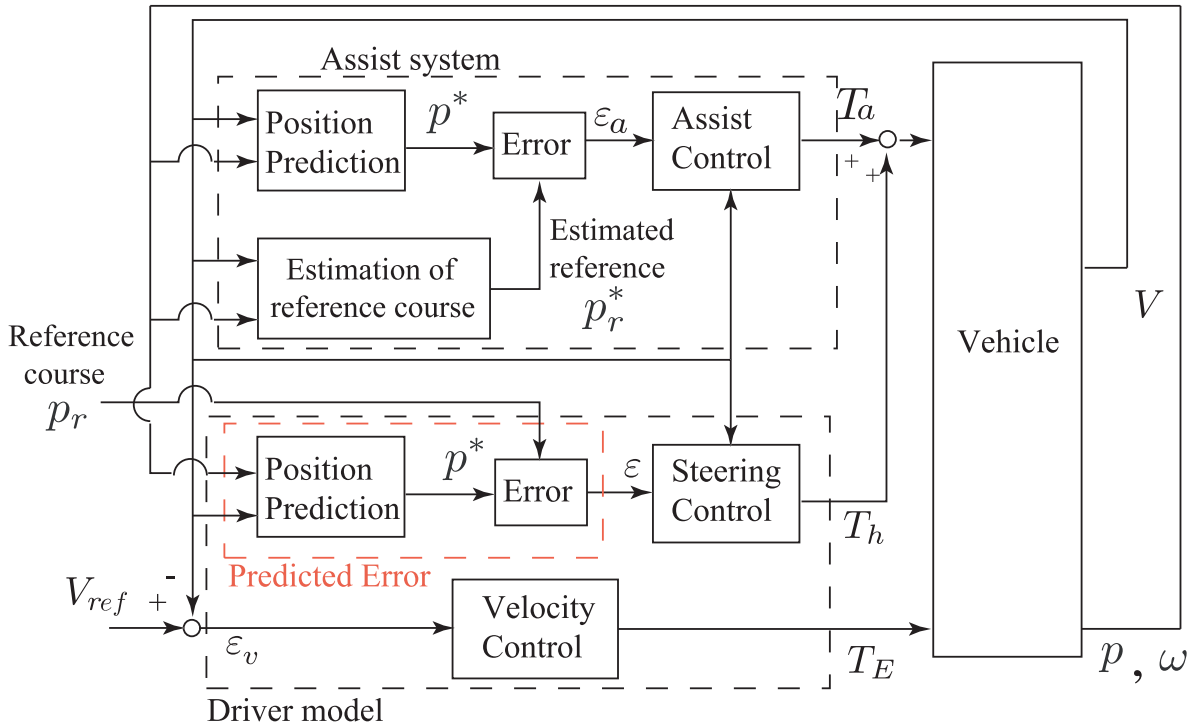 Assist system
Position
Prediction
p*
Error
εa
Assist
Control
Ta
+
+
Estimation of
reference course
Estimated
reference
p*r
Vehicle
V
Reference
course
pr
Position
Prediction
p*
Error
ε
Steering
Control
Th
Predicted Error
Vref
+
-
εv
Velocity
Control
TE
p, ω
Driver model